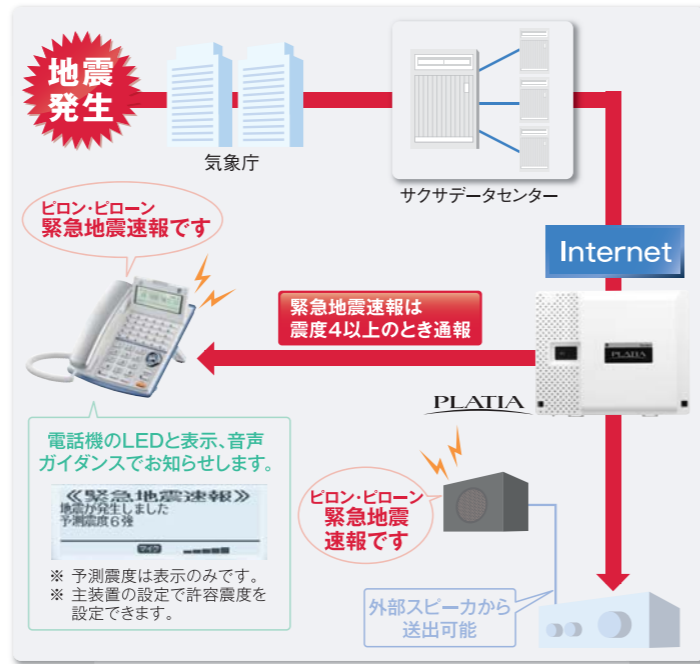 地震
発生
気象庁
サクサデータセンター
ピロン・ピローン
緊急地震速報です
Internet
緊急地震速報は
震度4以上のとき通報
PLATIA
PLATIA
電話機のLEDと表示、音声
ガイダンスでお知らせします。
≪緊急地震速報≫
地震が発生しました
予測震度6強
マイク
※ 予測震度は表示のみです。
※ 主装置の設定で許容震度を
設定できます。
ピロン・ピローン
緊急地震
速報です
外部スピーカから
送出可能